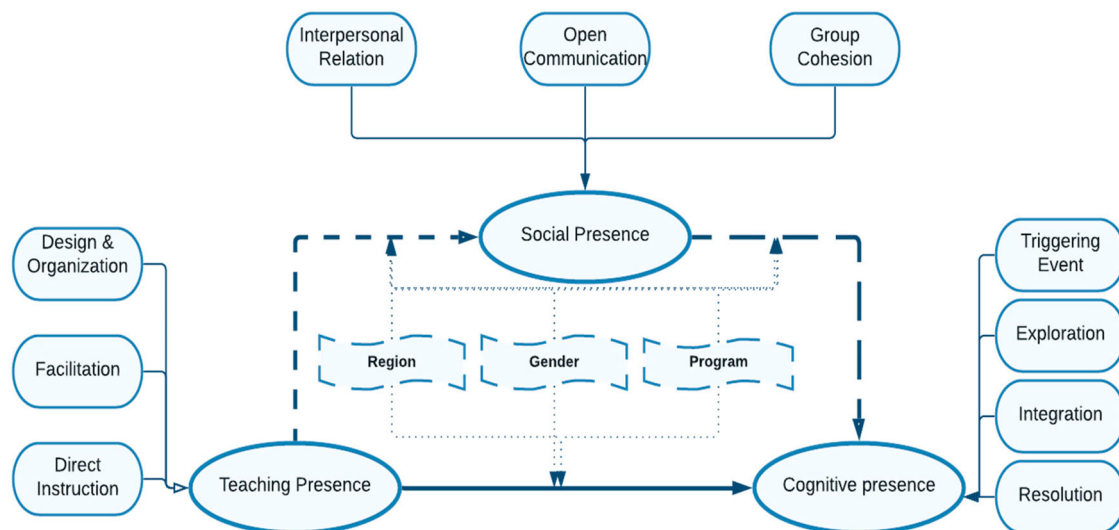 Interpersonal
Relation
Open
Communication
Group
Cohesion
Social Presence
Design &
Organization
Facilitation
Direct
Instruction
Region
Gender
Program
Teaching Presence
Cognitive presence
Triggering
Event
Exploration
Integration
Resolution